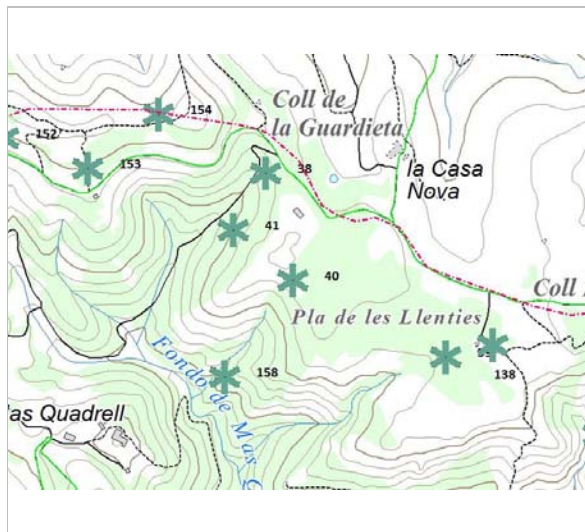 154
Coll de
la Guardieta
152
153
38
la Casa
Nova
41
40
Coll
Pla de les Llenties
158
138
Fondo de Mas
las Quadrell